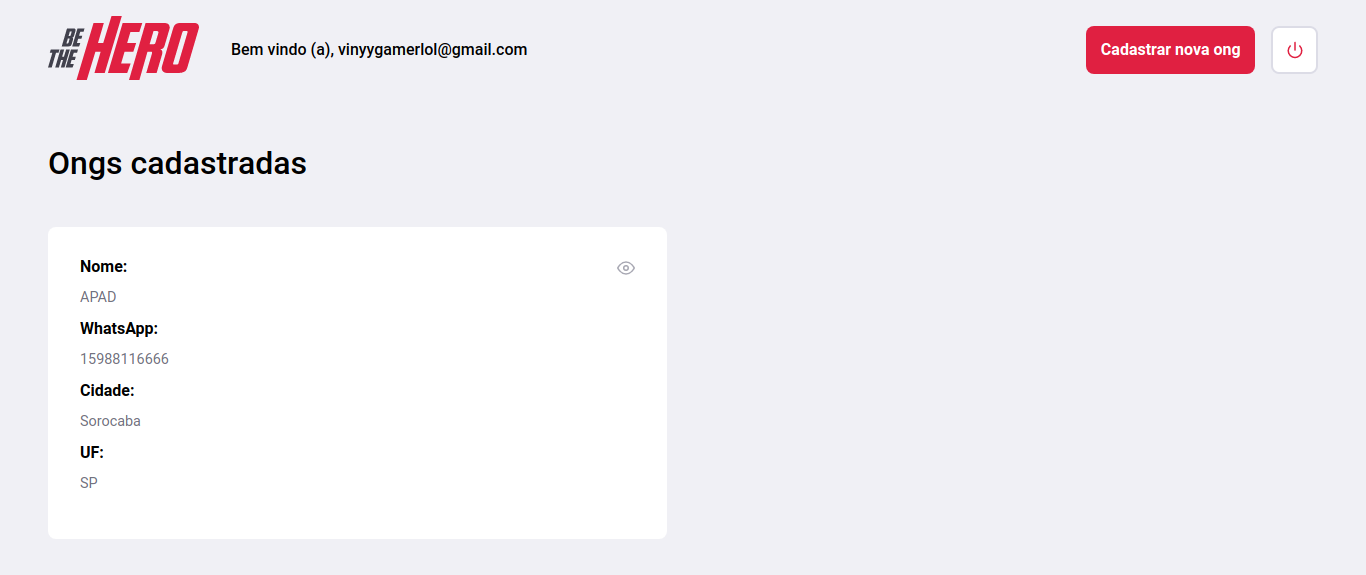 BE
THE HERO
Bem vindo (a), vinyygamerlol@gmail.com
Cadastrar nova ong
Ongs cadastradas
Nome:
APAD
WhatsApp:
15988116666
Cidade:
Sorocaba
UF:
SP